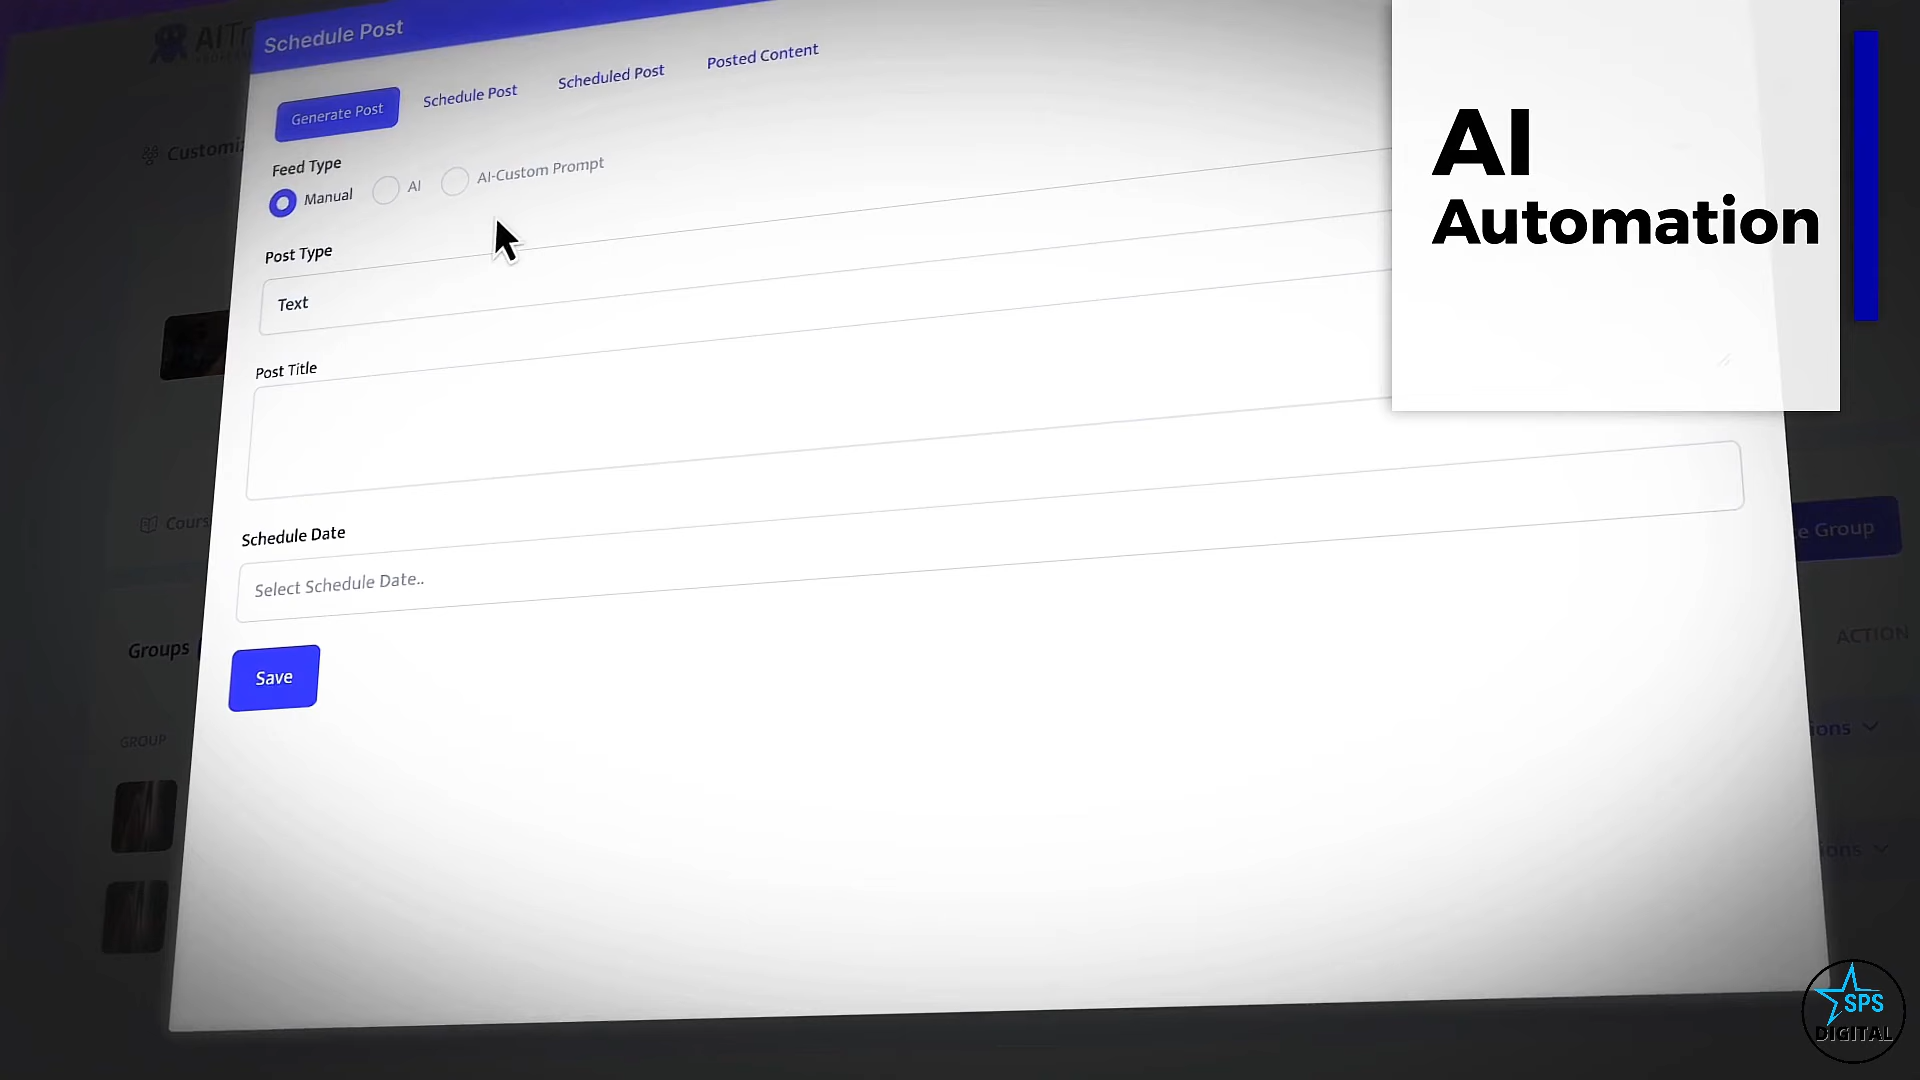 Schedule Post
Generate Post
Schedule Post
Scheduled Post
Posted Content
Feed Type
Manual
AI
AI-Custom Prompt
Post Type
Text
Post Title
Schedule Date
Select Schedule Date..
Save
AI
Automation
Groups
GROUP
Group
ACTION
SPS
DIGITAL